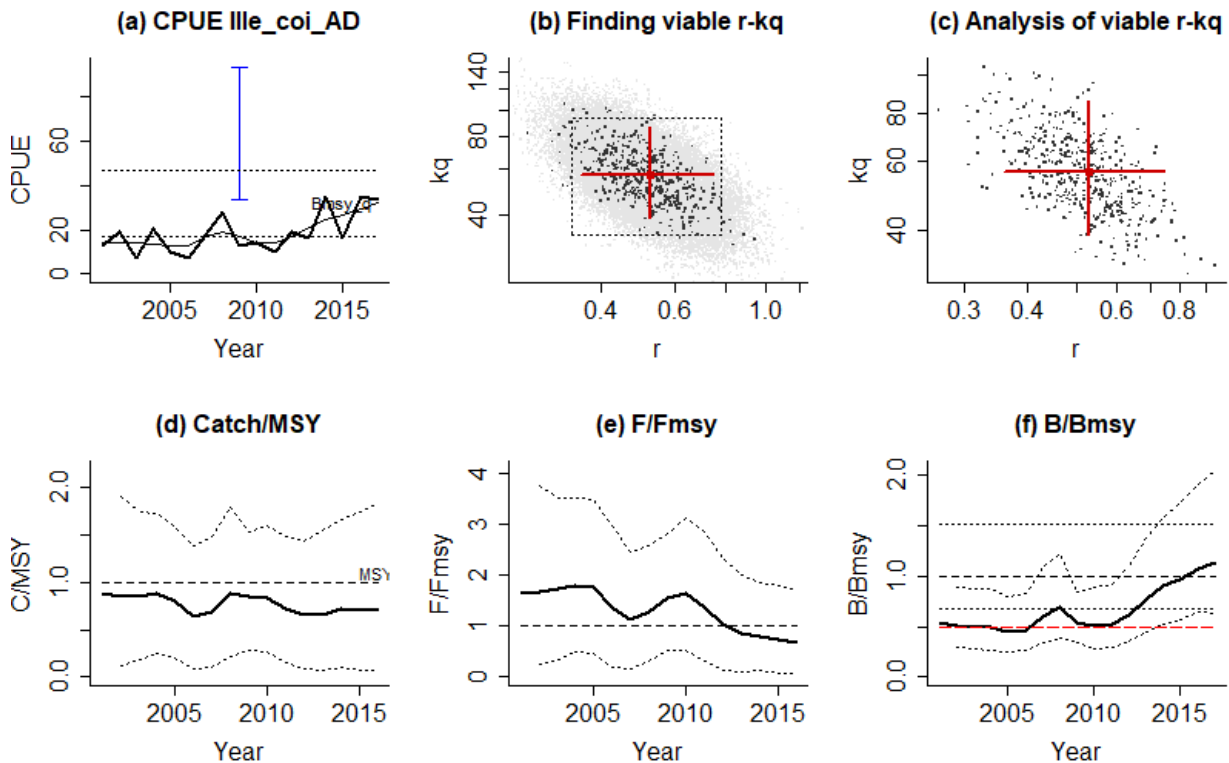 (a) CPUE Ille_coi_AD
CPUE
0
20
60
Bmsy_q
2005
2010
2015
Year
(b) Finding viable r-kq
kq
40
80
140
0.4
0.6
1.0
r
(c) Analysis of viable r-kq
kq
40
60
80
0.3
0.4
0.6
0.8
r
(d) Catch/MSY
C/MSY
0.0
1.0
2.0
MSY
2005
2010
2015
Year
(e) F/Fmsy
F/Fmsy
0
1
2
3
4
2005
2010
2015
Year
(f) B/Bmsy
B/Bmsy
0.0
1.0
2.0
2005
2010
2015
Year